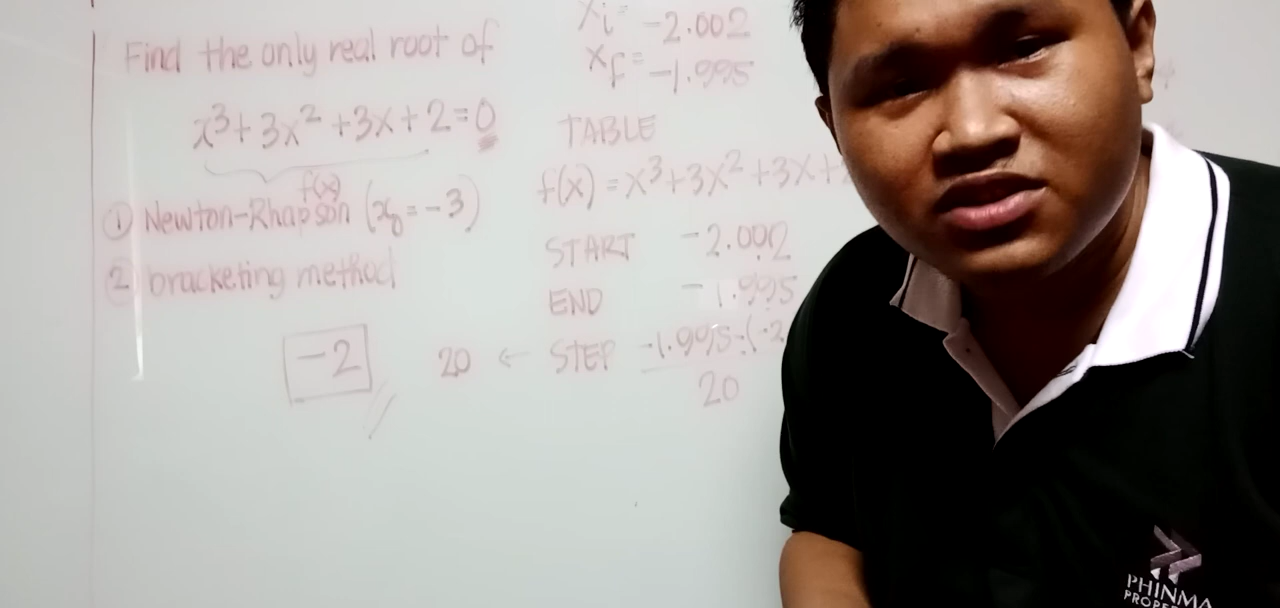 Find the only real root of
x³+3x²+3x+2=0
f(x)
① Newton-Rhapson (x₀=-3)
② bracketing method
-2
xi= -2.002
xf= -1.995
TABLE
f(x)=x³+3x²+3x+
START -2.002
END -1.995
20 ← STEP -1.995-(-2
20
PHINMA